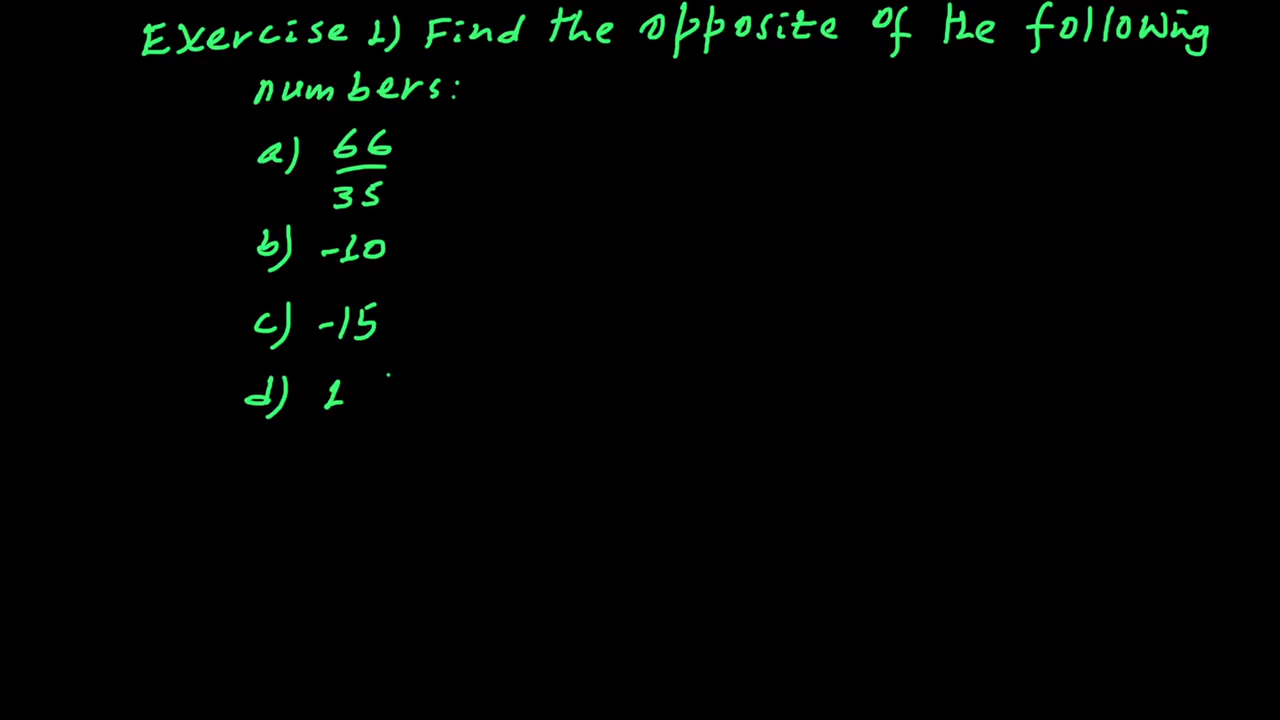 Exercise 1) Find the opposite of the following
numbers:
a) 66
35
b) -10
c) -15
d) 1